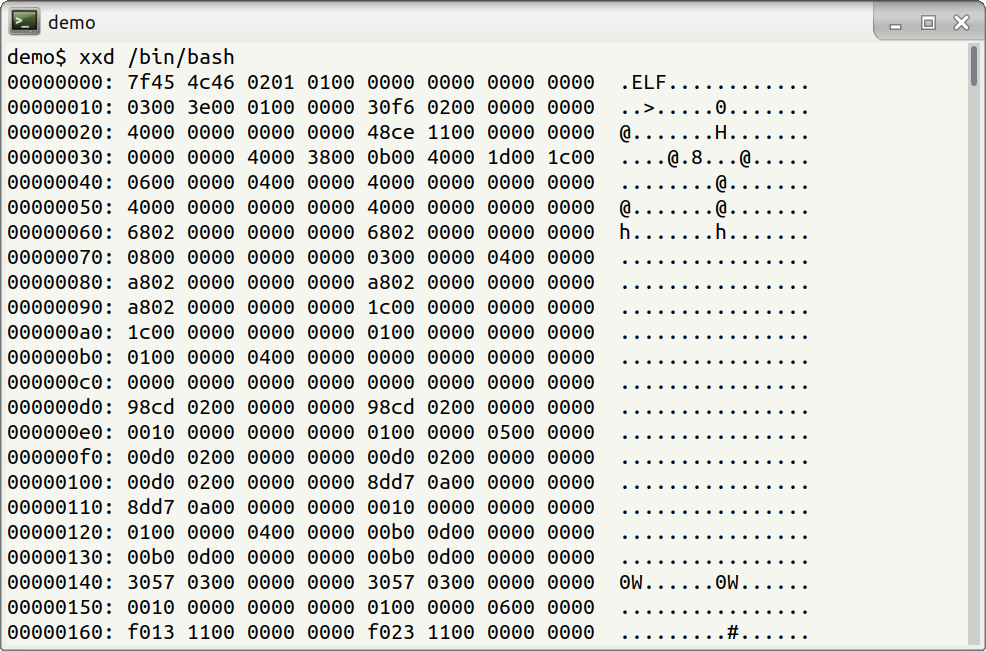 demo
demo$ xxd /bin/bash
00000000: 7f45 4c46 0201 0100 0000 0000 0000 0000  .ELF............
00000010: 0300 3e00 0100 0000 30f6 0200 0000 0000  ..>.....0.......
00000020: 4000 0000 0000 0000 48ce 1100 0000 0000  @.......H.......
00000030: 0000 0000 4000 3800 0b00 4000 1d00 1c00  ....@.8...@.....
00000040: 0600 0000 0400 0000 4000 0000 0000 0000  ........@.......
00000050: 4000 0000 0000 0000 4000 0000 0000 0000  @.......@.......
00000060: 6802 0000 0000 0000 6802 0000 0000 0000  h.......h.......
00000070: 0800 0000 0000 0000 0300 0000 0400 0000  ................
00000080: a802 0000 0000 0000 a802 0000 0000 0000  ................
00000090: a802 0000 0000 0000 1c00 0000 0000 0000  ................
000000a0: 1c00 0000 0000 0000 0100 0000 0000 0000  ................
000000b0: 0100 0000 0400 0000 0000 0000 0000 0000  ................
000000c0: 0000 0000 0000 0000 0000 0000 0000 0000  ................
000000d0: 98cd 0200 0000 0000 98cd 0200 0000 0000  ................
000000e0: 0010 0000 0000 0000 0100 0000 0500 0000  ................
000000f0: 00d0 0200 0000 0000 00d0 0200 0000 0000  ................
00000100: 00d0 0200 0000 0000 8dd7 0a00 0000 0000  ................
00000110: 8dd7 0a00 0000 0000 0010 0000 0000 0000  ................
00000120: 0100 0000 0400 0000 00b0 0d00 0000 0000  ................
00000130: 00b0 0d00 0000 0000 00b0 0d00 0000 0000  ................
00000140: 3057 0300 0000 0000 3057 0300 0000 0000  0W......0W......
00000150: 0010 0000 0000 0000 0100 0000 0600 0000  ................
00000160: f013 1100 0000 0000 f023 1100 0000 0000  .........#......